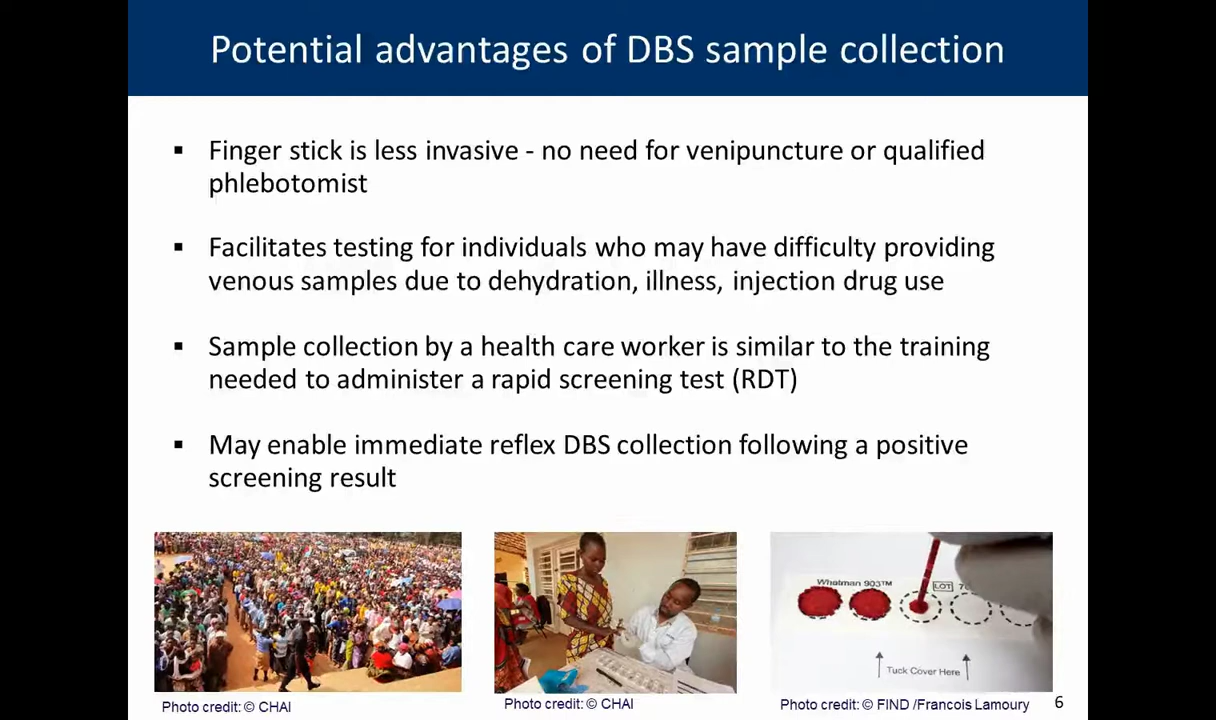 Potential advantages of DBS sample collection
▪ Finger stick is less invasive - no need for venipuncture or qualified
phlebotomist
▪ Facilitates testing for individuals who may have difficulty providing
venous samples due to dehydration, illness, injection drug use
▪ Sample collection by a health care worker is similar to the training
needed to administer a rapid screening test (RDT)
▪ May enable immediate reflex DBS collection following a positive
screening result
Whatman 903™
LOT
Tuck Cover Here
Photo credit: © CHAI
Photo credit: © CHAI
Photo credit: © FIND /Francois Lamoury
6